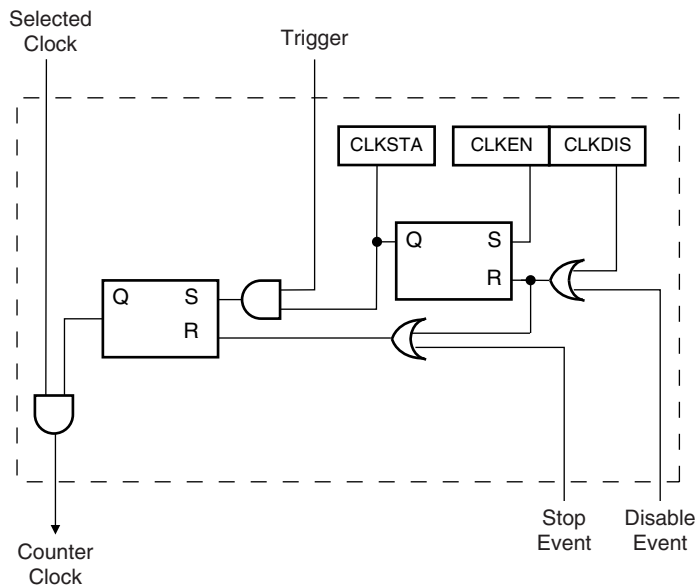 Selected
Clock
Trigger
CLKSTA
CLKEN
CLKDIS
Q
S
R
Q
S
R
Stop
Event
Disable
Event
Counter
Clock